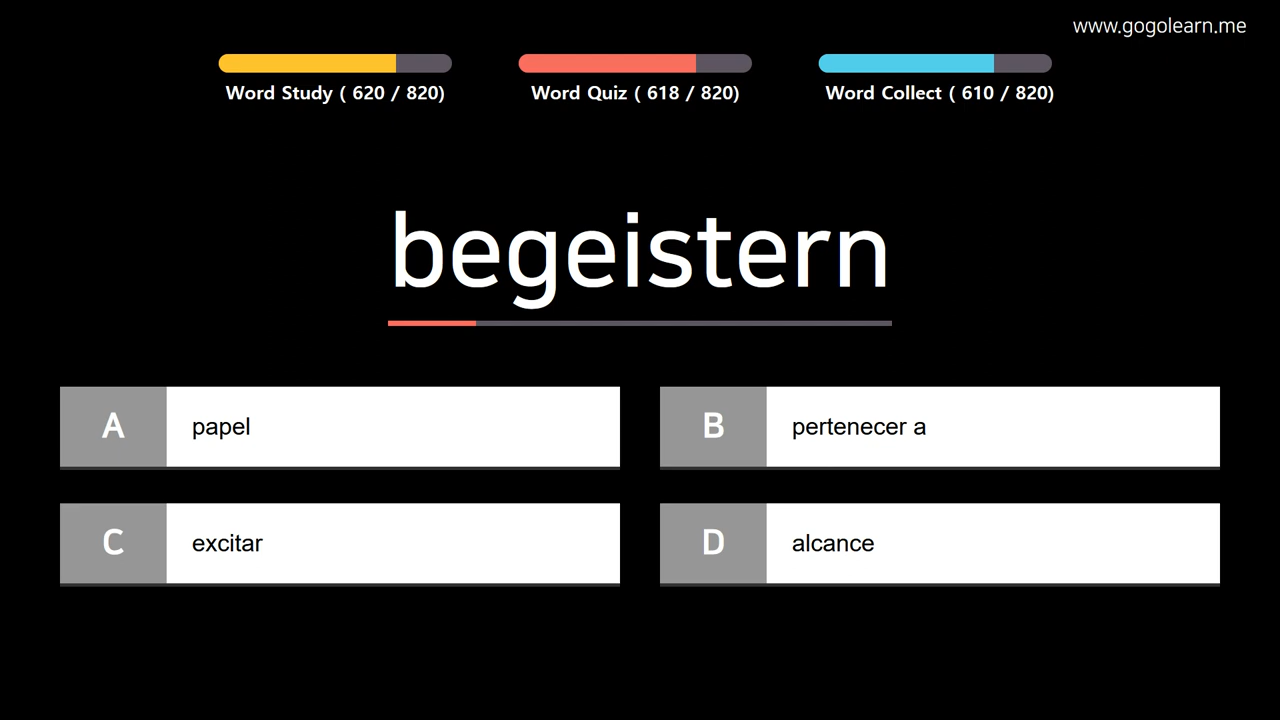 www.gogolearn.me
Word Study ( 620 / 820)
Word Quiz ( 618 / 820)
Word Collect ( 610 / 820)
begeistern
A papel
B pertenecer a
C excitar
D alcance